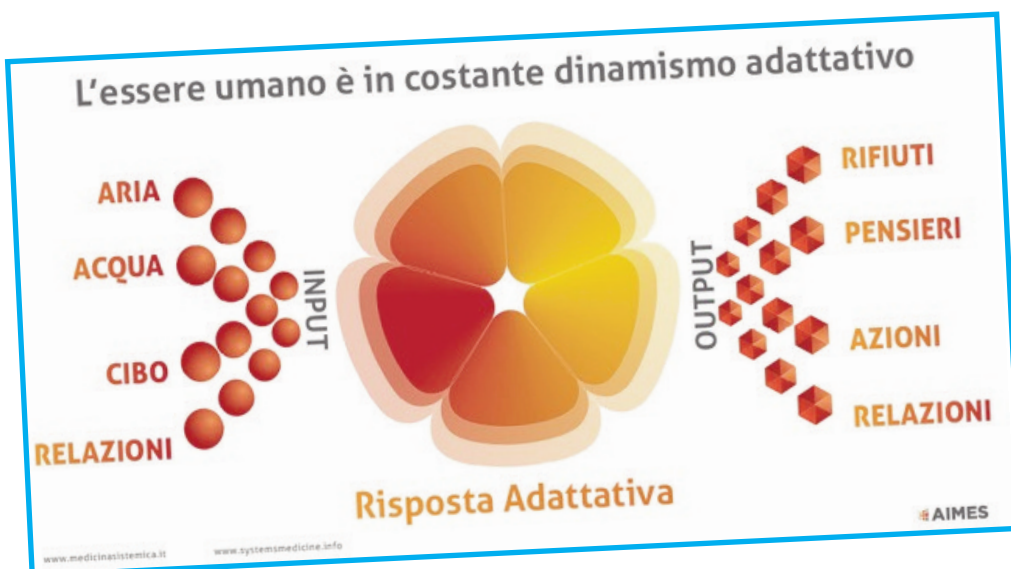 L'essere umano è in costante dinamismo adattativo
ARIA
ACQUA
CIBO
RELAZIONI
INPUT
OUTPUT
RIFIUTI
PENSIERI
AZIONI
RELAZIONI
Risposta Adattativa
AIMES
www.medicinasistemica.it
www.systemsmedicine.info